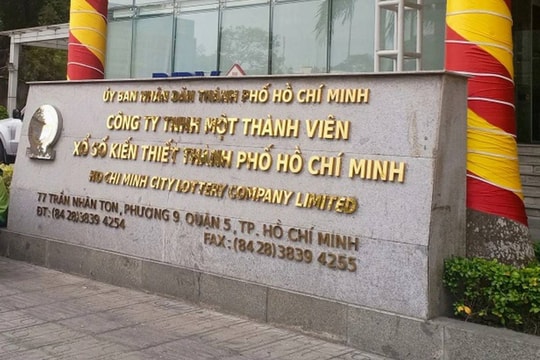 ỦY BAN NHÂN DÂN THÀNH PHỐ HỒ CHÍ MINH
CÔNG TY TNHH MỘT THÀNH VIÊN
XỔ SỐ KIẾN THIẾT THÀNH PHỐ HỒ CHÍ MINH
HO CHI MINH CITY LOTTERY COMPANY LIMITED
77 TRẦN NHÂN TÔN, PHƯỜNG 9, QUẬN 5, TP. HỒ CHÍ MINH
ĐT: (84 28)3839 4254
FAX: (84 28)3839 4255